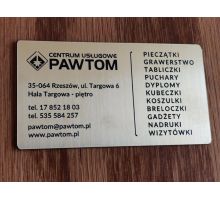 CENTRUM USŁUGOWE
PAWTOM
35-064 Rzeszów, ul. Targowa 6
Hala Targowa - piętro
tel. 17 852 18 03
tel. 535 584 257
pawtom@pawtom.pl
www.pawtom.pl
PIECZĄTKI
GRAWERSTWO
TABLICZKI
PUCHARY
DYPLOMY
KUBECZKI
KOSZULKI
BRELOCZKI
GADŻETY
NADRUKI
WIZYTÓWKI